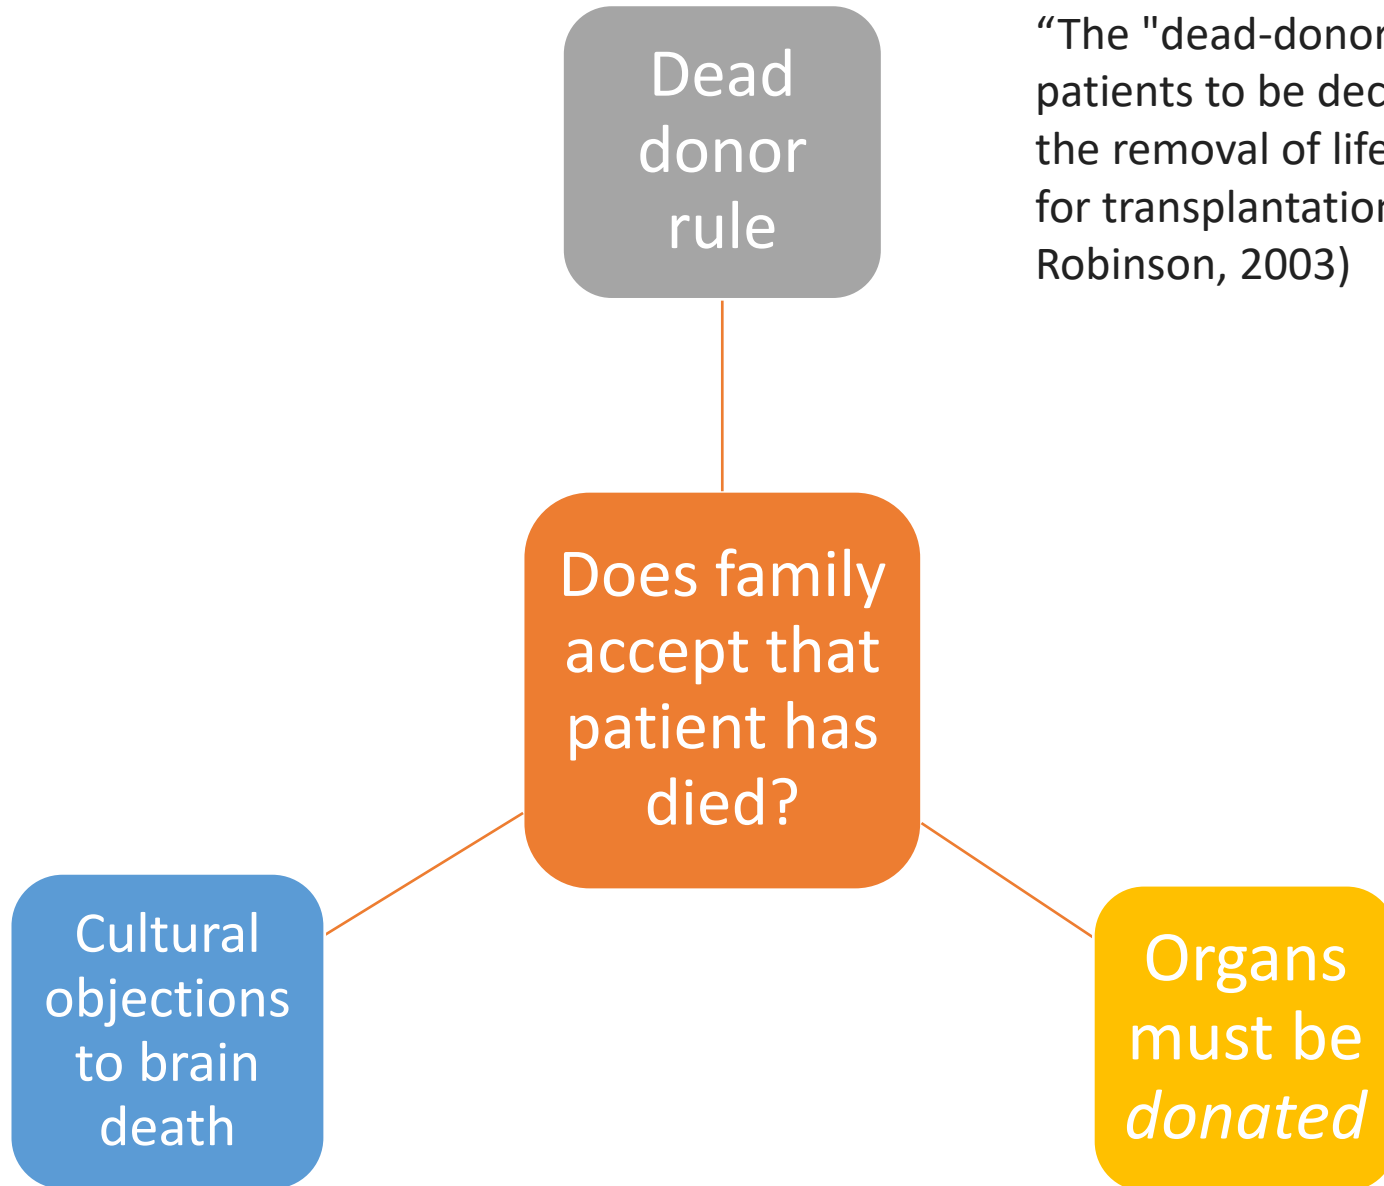 Dead
donor
rule
“The "dead-donor
patients to be dec
the removal of life
for transplantation
Robinson, 2003)
Does family
accept that
patient has
died?
Cultural
objections
to brain
death
Organs
must be
donated